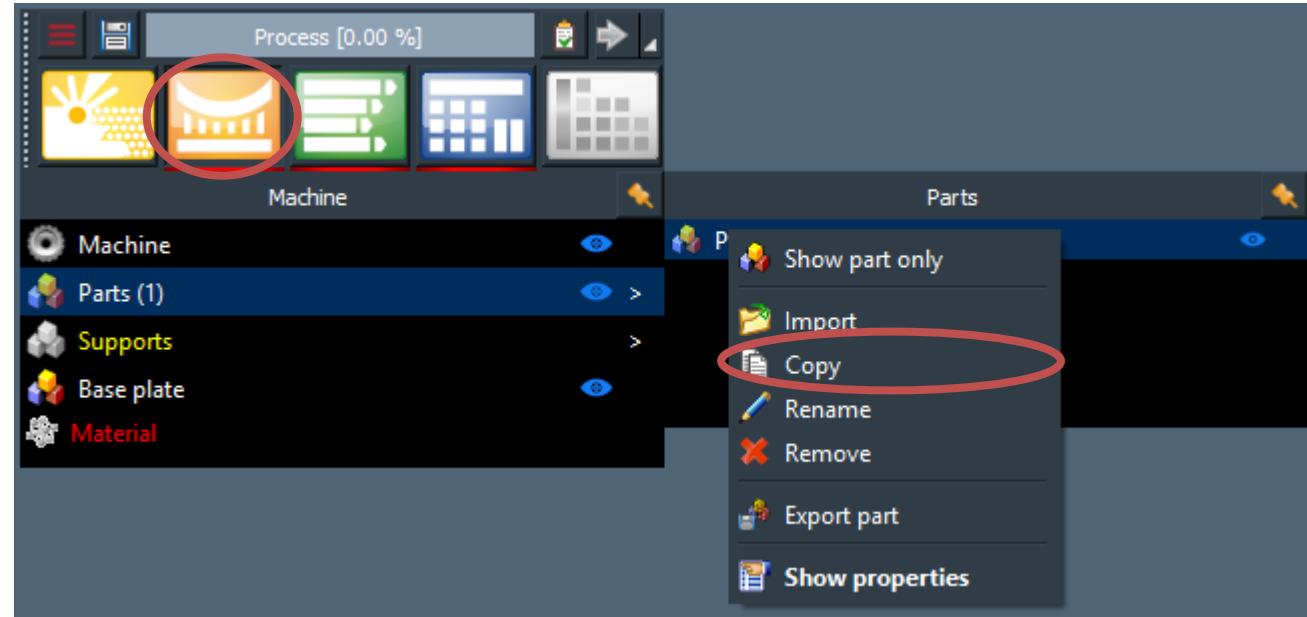 Process [0.00 %]
Machine
Parts
Machine
Parts (1)
>
Supports
>
Base plate
Material
P
Show part only
Import
Copy
Rename
Remove
Export part
Show properties